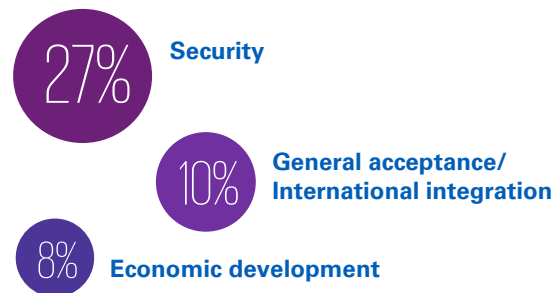 27%
Security
10%
General acceptance/
International integration
8%
Economic development